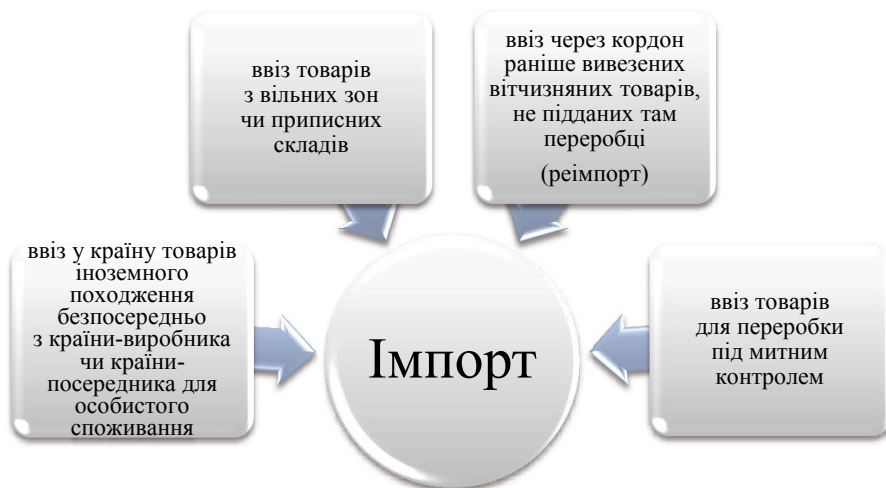 ввіз товарів
з вільних зон
чи приписних
складів
ввіз через кордон
раніше вивезених
вітчизняних товарів,
не підданих там
переробці
(реімпорт)
ввіз у країну товарів
іноземного
походження
безпосередньо
з країни-виробника
чи країни-
посередника для
особистого
споживання
Імпорт
ввіз товарів
для переробки
під митним
контролем